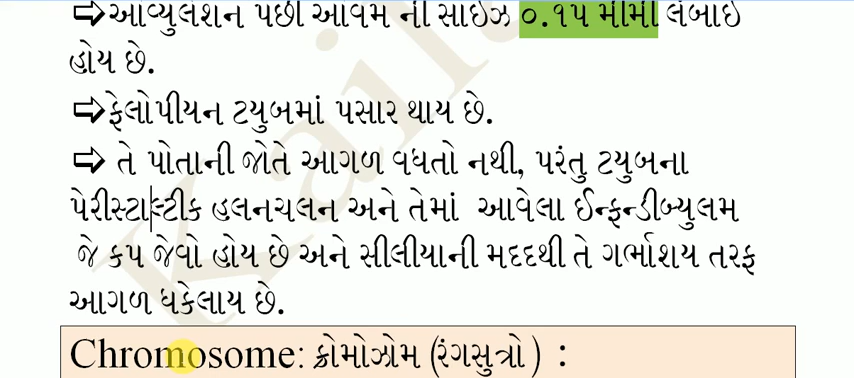 ⇨ઓવ્યુલેશન પછી ઓવમ ની સાઈઝ ૦.૧૫ મીમી લંબાઈ
હોય છે.
⇨ફેલોપીયન ટયુબમાં પસાર થાય છે.
⇨ તે પોતાની જોતે આગળ વધતો નથી, પરંતુ ટયુબના
પેરીસ્ટાલ્ટીક હલનચલન અને તેમાં આવેલા ઈન્ફન્ડીબ્યુલમ
જે કપ જેવો હોય છે અને સીલીયાની મદદથી તે ગર્ભાશય તરફ
આગળ ધકેલાય છે.
Chromosome: ક્રોમોઝોમ (રંગસુત્રો) :